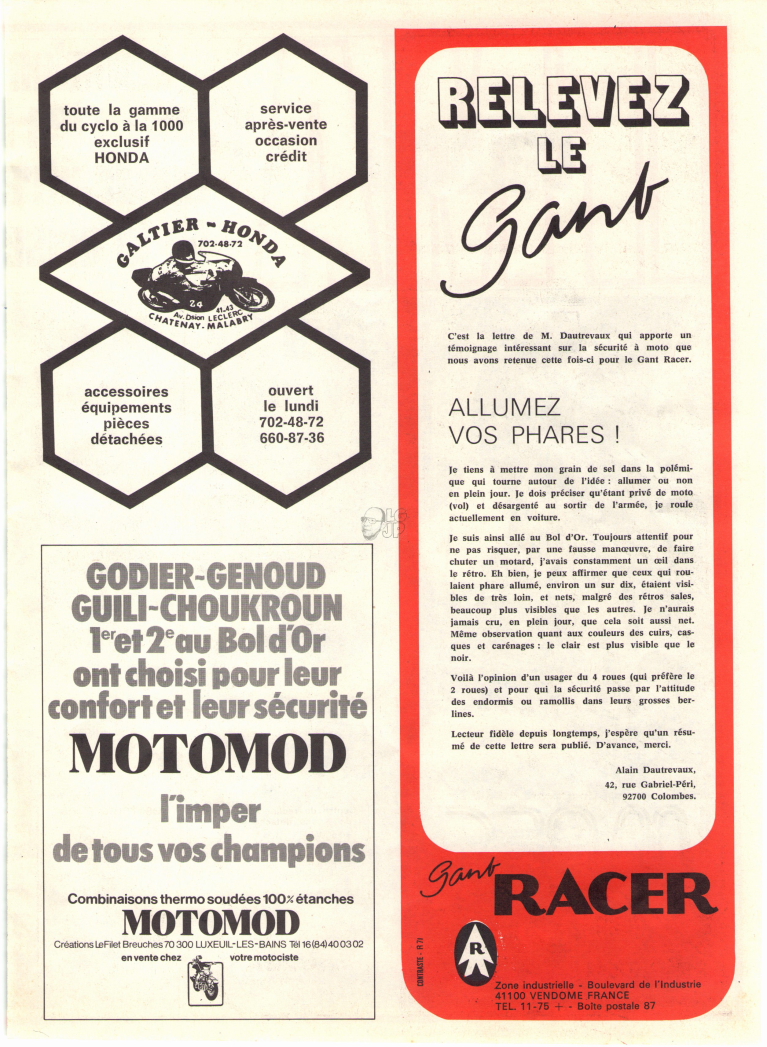 toute la gamme
du cyclo à la 1000
exclusif
HONDA
service
après-vente
occasion
crédit
GALTIER - HONDA
702-48-72
24
41-43
Av. Dsion LECLERC
CHATENAY-MALABRY
accessoires
équipements
pièces
détachées
ouvert
le lundi
702-48-72
660-87-36
GODIER-GENOUD
GUILI-CHOUKROUN
1er et 2e au Bol d'Or
ont choisi pour leur
confort et leur sécurité
MOTOMOD
l'imper
de tous vos champions
Combinaisons thermo soudées 100% étanches
MOTOMOD
Créations Le Filet Breuches 70 300 LUXEUIL-LES-BAINS Tél 16 (84) 40 03 02
en vente chez votre motociste
LC
JP
RELEVEZ
LE
Gant
C'est la lettre de M. Dautrevaux qui apporte un
témoignage intéressant sur la sécurité à moto que
nous avons retenue cette fois-ci pour le Gant Racer.
ALLUMEZ
VOS PHARES !
Je tiens à mettre mon grain de sel dans la polémi-
que qui tourne autour de l'idée : allumer ou non
en plein jour. Je dois préciser qu'étant privé de moto
(vol) et désargenté au sortir de l'armée, je roule
actuellement en voiture.
Je suis ainsi allé au Bol d'Or. Toujours attentif pour
ne pas risquer, par une fausse manœuvre, de faire
chuter un motard, j'avais constamment un œil dans
le rétro. Eh bien, je peux affirmer que ceux qui rou-
laient phare allumé, environ un sur dix, étaient visi-
bles de très loin, et nets, malgré des rétros sales,
beaucoup plus visibles que les autres. Je n'aurais
jamais cru, en plein jour, que cela soit aussi net.
Même observation quant aux couleurs des cuirs, cas-
ques et carénages : le clair est plus visible que le
noir.
Voilà l'opinion d'un usager du 4 roues (qui préfère le
2 roues) et pour qui la sécurité passe par l'attitude
des endormis ou ramollis dans leurs grosses ber-
lines.
Lecteur fidèle depuis longtemps, j'espère qu'un résu-
mé de cette lettre sera publié. D'avance, merci.
Alain Dautrevaux,
42, rue Gabriel-Péri,
92700 Colombes.
Gant RACER
R
CONTRASTE - R 71
Zone industrielle - Boulevard de l'Industrie
41100 VENDOME FRANCE
TEL. 11-75 + - Boîte postale 87